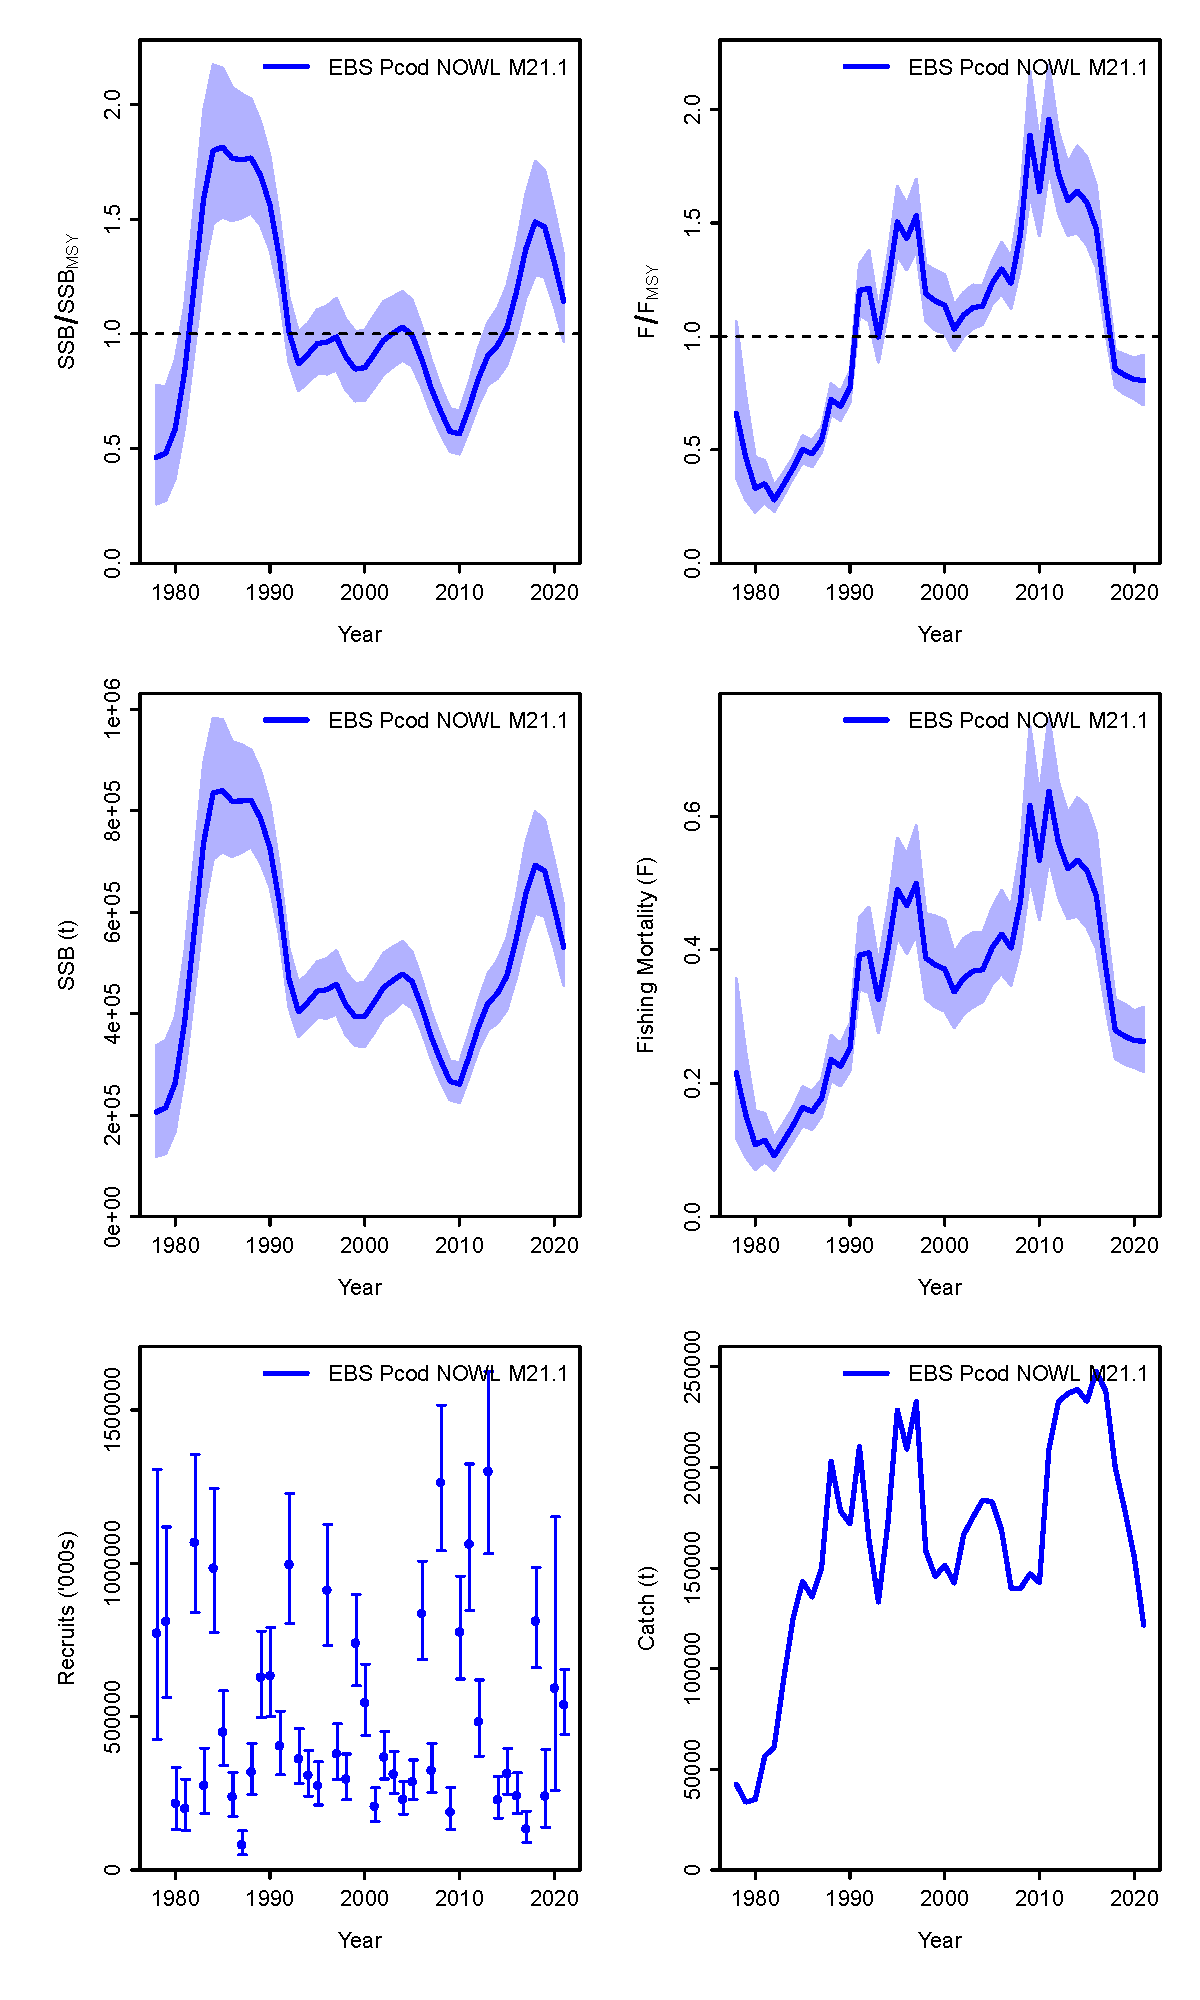 EBS Pcod NOWL M21.1
SSB/SSBMSY
0.0 0.5 1.0 1.5 2.0
1980 1990 2000 2010 2020
Year
EBS Pcod NOWL M21.1
F/FMSY
0.0 0.5 1.0 1.5 2.0
1980 1990 2000 2010 2020
Year
EBS Pcod NOWL M21.1
SSB (t)
0e+00 2e+05 4e+05 6e+05 8e+05 1e+06
1980 1990 2000 2010 2020
Year
EBS Pcod NOWL M21.1
Fishing Mortality (F)
0.0 0.2 0.4 0.6
1980 1990 2000 2010 2020
Year
EBS Pcod NOWL M21.1
Recruits ('000s)
0 500000 1000000 1500000
1980 1990 2000 2010 2020
Year
EBS Pcod NOWL M21.1
Catch (t)
0 50000 100000 150000 200000 250000
1980 1990 2000 2010 2020
Year